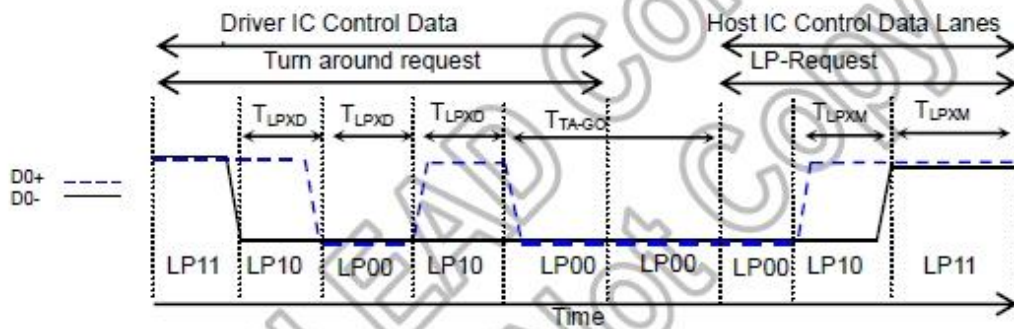 Driver IC Control Data
Host IC Control Data Lanes
Turn around request
LP-Request
TLPXD TLPXD TLPXD TTA-GO TLPXM TLPXM
D0+
D0-
LP11 LP10 LP00 LP10 LP00 LP00 LP00 LP10 LP11
Time